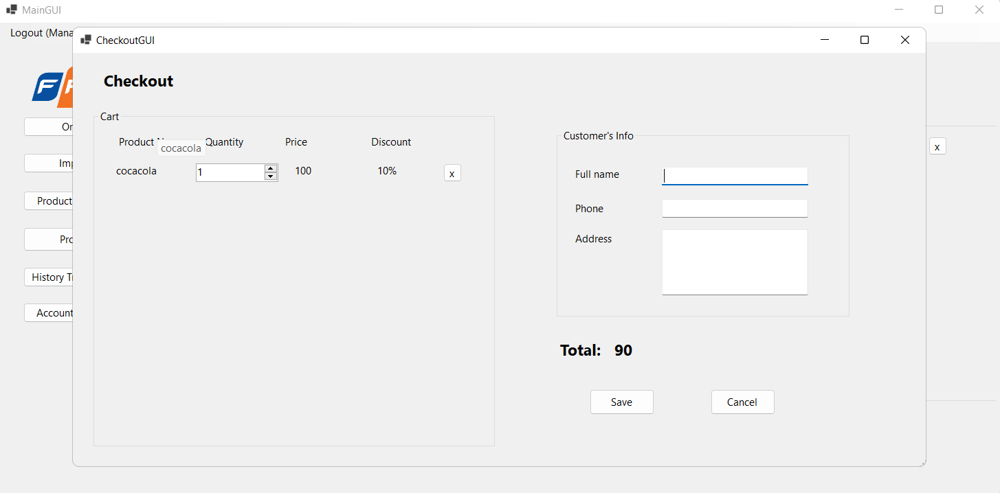 MainGUI
Logout (Mana
CheckoutGUI
Checkout
F
Cart
Product N Quantity Price Discount
cocacola
cocacola 1 100 10% x
Customer's Info
Full name
Phone
Address
x
Total: 90
Save Cancel
Or
Imp
Product
Pro
History T
Account